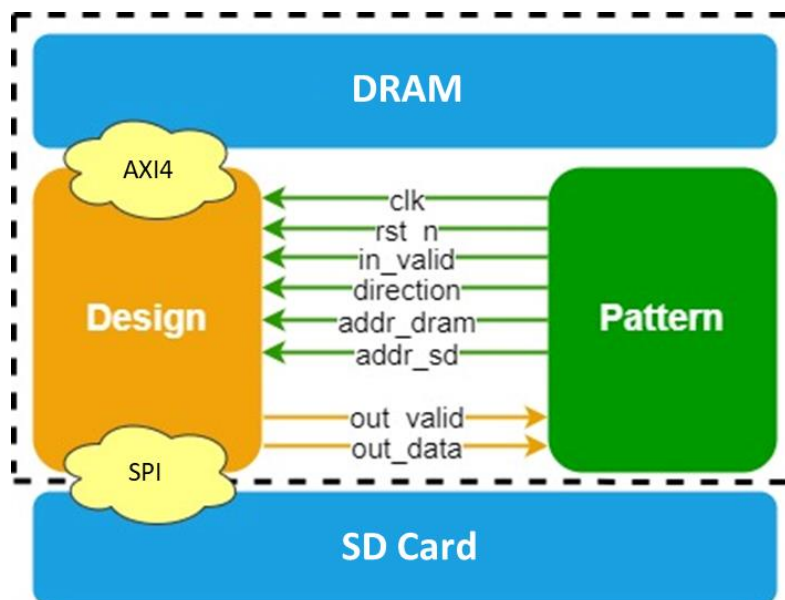 DRAM
AXI4
clk
rst_n
in_valid
direction
addr_dram
addr_sd
Design
Pattern
out_valid
out_data
SPI
SD Card